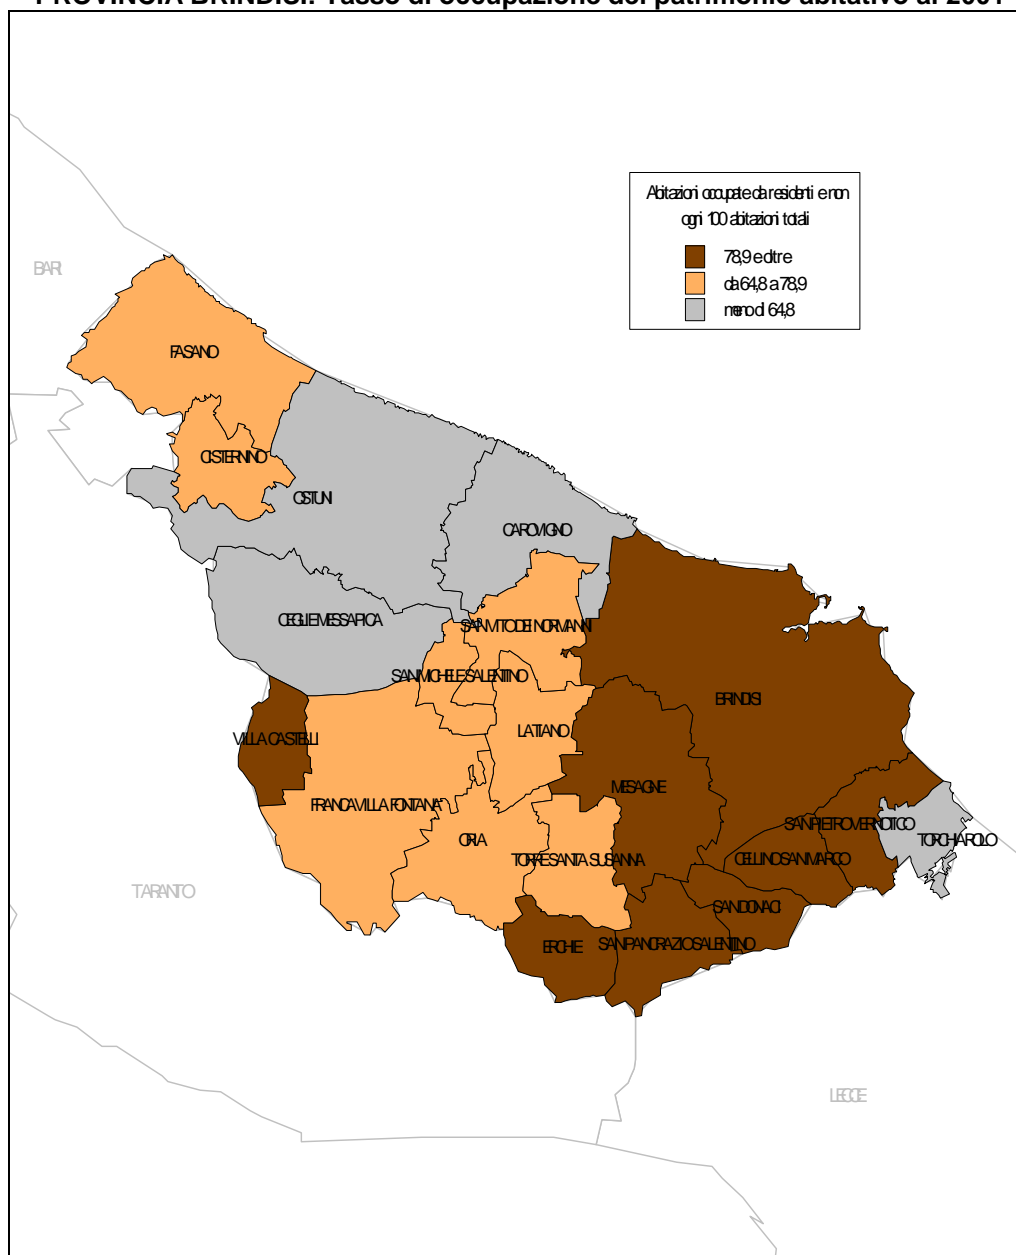 PROVINCIA BRINDISI: Tasso di occupazione del patrimonio abitativo al 2001
Abitazioni occupate da residenti e non
ogni 100 abitazioni totali
78,9 ed oltre
da 64,8 a 78,9
meno di 64,8
BARI
FASANO
CISTERNINO
OSTUNI
CAROVIGNO
CEGLIE MESSAPICA
SAN VITO DEI NORMANNI
SAN MICHELE SALENTINO
BRINDISI
LATIANO
VILLA CASTELLI
MESAGNE
FRANCAVILLA FONTANA
SAN PIETRO VERNOTICO
ORIA
TORCHIAROLO
TORRE SANTA SUSANNA
CELLINO SAN MARCO
TARANTO
SAN DONACI
ERCHIE
SAN PANCRAZIO SALENTINO
LECCE